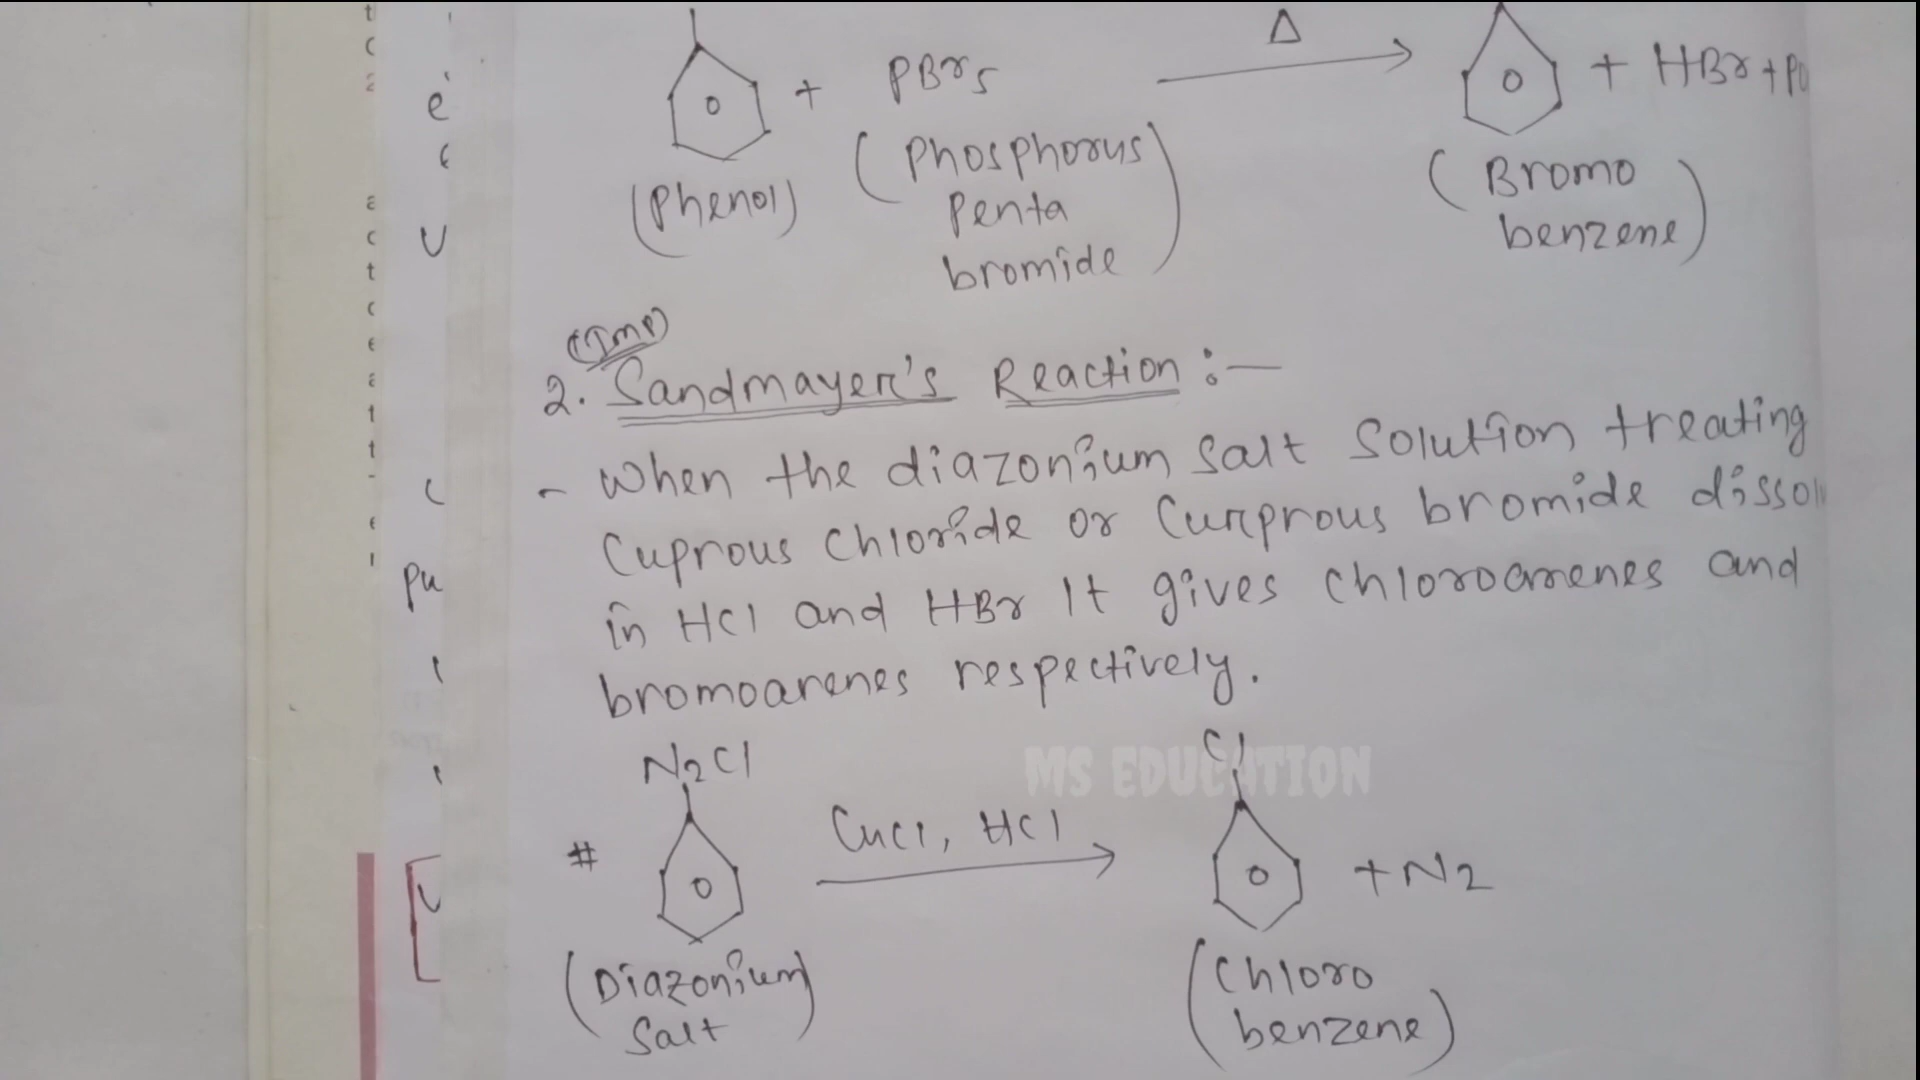 + PBr5 Δ + HBr + PO
(Phenol) (Phosphorus Penta bromide) (Bromo benzene)
(Imp)
2. Sandmayer's Reaction :—
- When the diazonium salt solution treating
Cuprous chloride or Curprous bromide dissol
in HCl and HBr It gives chloroarenes and
bromoarenes respectively.
MS EDUCATION
N2Cl Cl
# CuCl, HCl + N2
(Diazonium (Chloro
salt benzene)